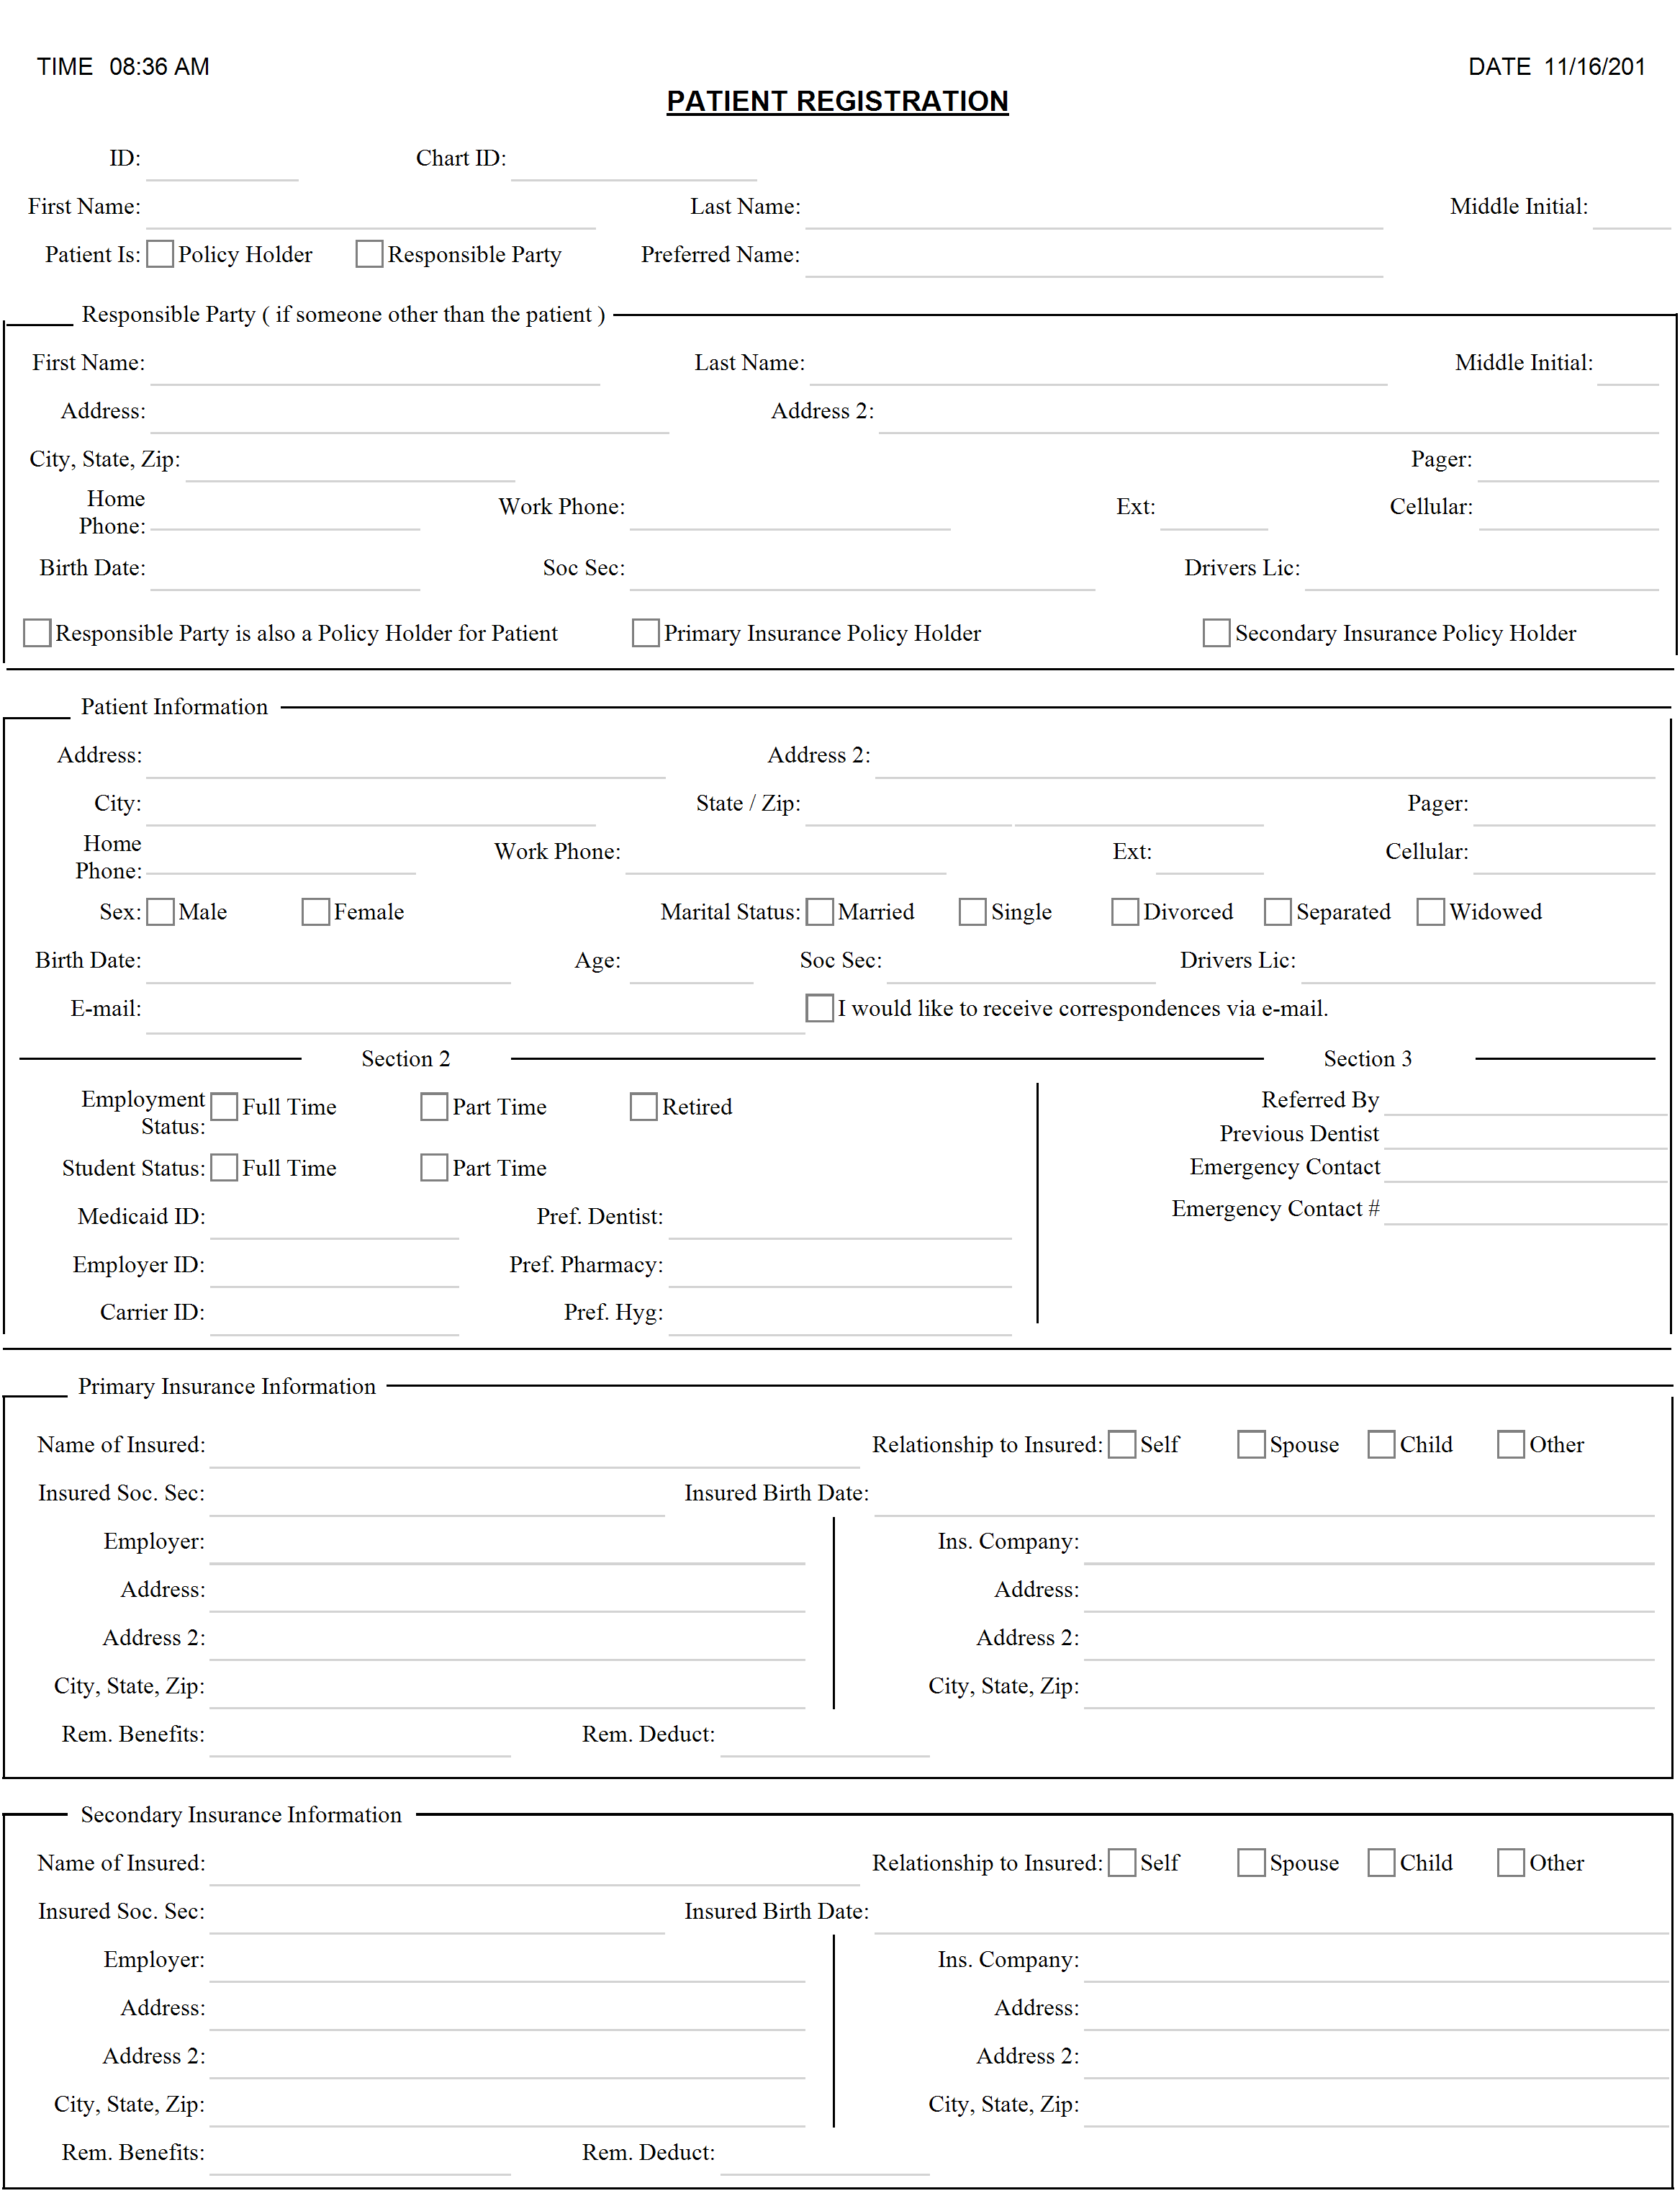 TIME 08:36 AM DATE 11/16/201
PATIENT REGISTRATION
ID: Chart ID:
First Name: Last Name: Middle Initial:
Patient Is: Policy Holder Responsible Party Preferred Name:
Responsible Party ( if someone other than the patient )
First Name: Last Name: Middle Initial:
Address: Address 2:
City, State, Zip: Pager:
Home Phone: Work Phone: Ext: Cellular:
Birth Date: Soc Sec: Drivers Lic:
Responsible Party is also a Policy Holder for Patient Primary Insurance Policy Holder Secondary Insurance Policy Holder
Patient Information
Address: Address 2:
City: State / Zip: Pager:
Home Phone: Work Phone: Ext: Cellular:
Sex: Male Female Marital Status: Married Single Divorced Separated Widowed
Birth Date: Age: Soc Sec: Drivers Lic:
E-mail: I would like to receive correspondences via e-mail.
Section 2 Section 3
Employment Status: Full Time Part Time Retired
Student Status: Full Time Part Time
Medicaid ID: Pref. Dentist:
Employer ID: Pref. Pharmacy:
Carrier ID: Pref. Hyg:
Referred By
Previous Dentist
Emergency Contact
Emergency Contact #
Primary Insurance Information
Name of Insured: Relationship to Insured: Self Spouse Child Other
Insured Soc. Sec: Insured Birth Date:
Employer: Ins. Company:
Address: Address:
Address 2: Address 2:
City, State, Zip: City, State, Zip:
Rem. Benefits: Rem. Deduct:
Secondary Insurance Information
Name of Insured: Relationship to Insured: Self Spouse Child Other
Insured Soc. Sec: Insured Birth Date:
Employer: Ins. Company:
Address: Address:
Address 2: Address 2:
City, State, Zip: City, State, Zip:
Rem. Benefits: Rem. Deduct: